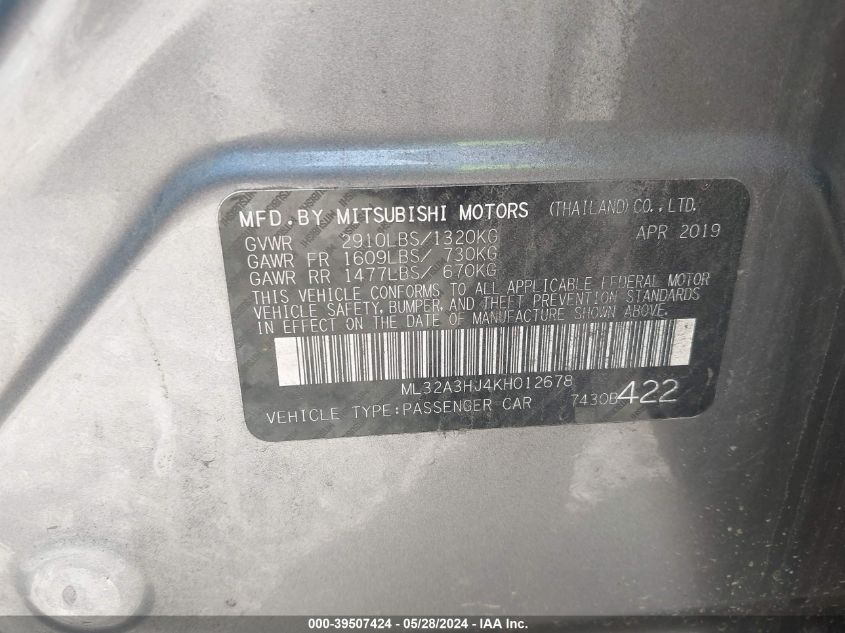 MFD.BY MITSUBISHI MOTORS (THAILAND)CO.,LTD.
GVWR 2910LBS/1320KG APR 2019
GAWR FR 1609LBS/ 730KG
GAWR RR 1477LBS/ 670KG
THIS VEHICLE CONFORMS TO ALL APPLICABLE FEDERAL MOTOR
VEHICLE SAFETY, BUMPER, AND THEFT PREVENTION STANDARDS
IN EFFECT ON THE DATE OF MANUFACTURE SHOWN ABOVE.
ML32A3HJ4KH012678
VEHICLE TYPE:PASSENGER CAR 7430B422
000-39507424 - 05/28/2024 - IAA Inc.